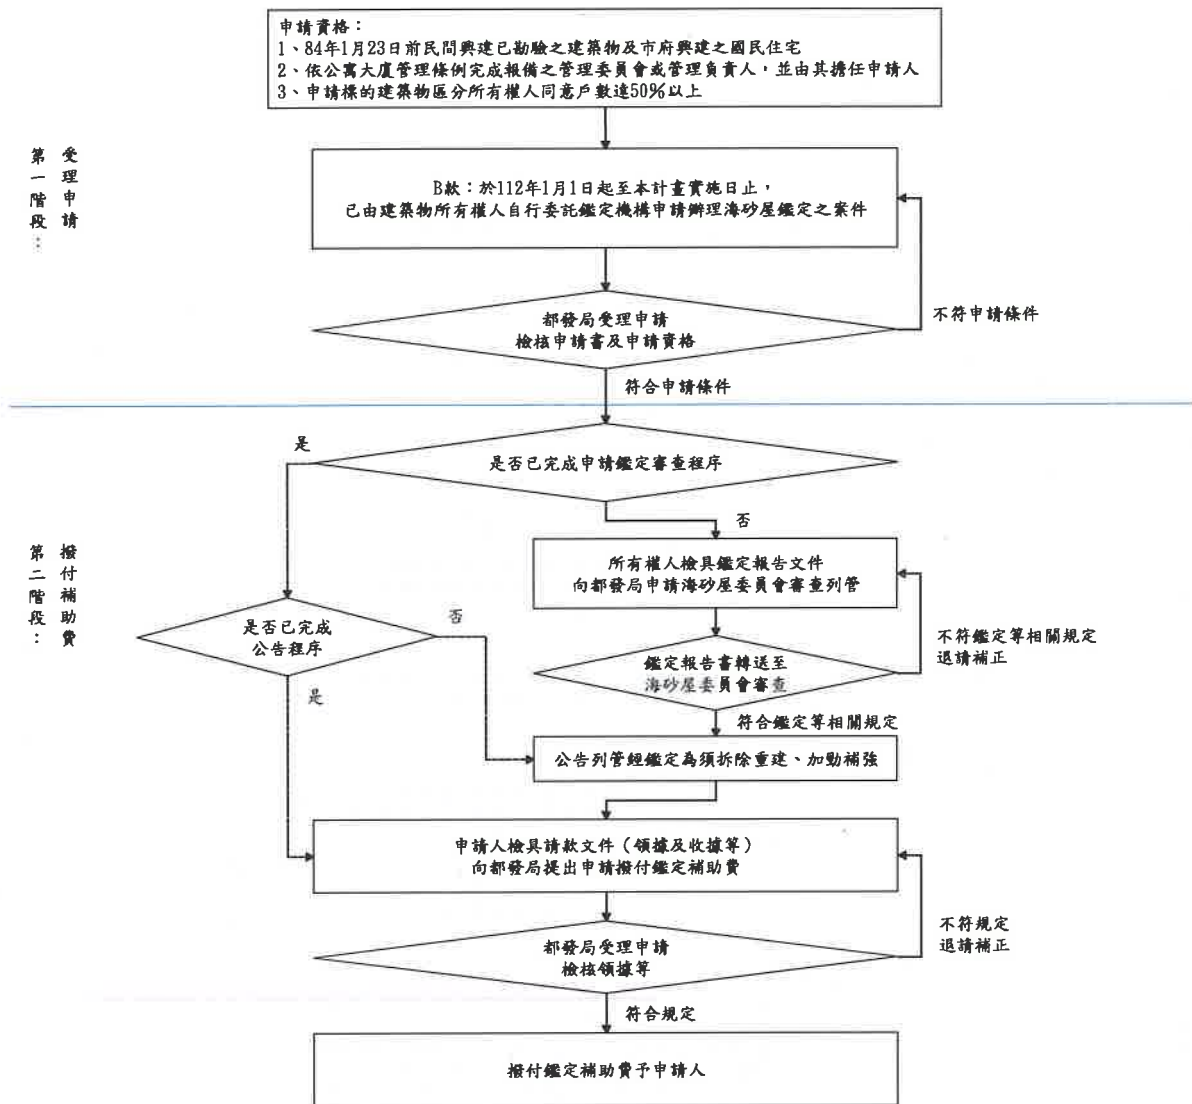 申請資格：
1、84年1月23日前民間興建已勘驗之建築物及市府興建之國民住宅
2、依公寓大廈管理條例完成報備之管理委員會或管理負責人，並由其擔任申請人
3、申請標的建築物區分所有權人同意戶數達50%以上
第一階段：
受理申請
B款：於112年1月1日起至本計畫實施日止，
已由建築物所有權人自行委託鑑定機構申請辦理海砂屋鑑定之案件
都發局受理申請
檢核申請書及申請資格
不符申請條件
符合申請條件
是否已完成申請鑑定審查程序
是
否
第二階段：
撥付補助費
所有權人檢具鑑定報告文件
向都發局申請海砂屋委員會審查列管
是否已完成
公告程序
否
是
鑑定報告書轉送至
海砂屋委員會審查
不符鑑定等相關規定
退請補正
符合鑑定等相關規定
公告列管經鑑定為須拆除重建、加勁補強
申請人檢具請款文件（領據及收據等）
向都發局提出申請撥付鑑定補助費
都發局受理申請
檢核領據等
不符規定
退請補正
符合規定
撥付鑑定補助費予申請人